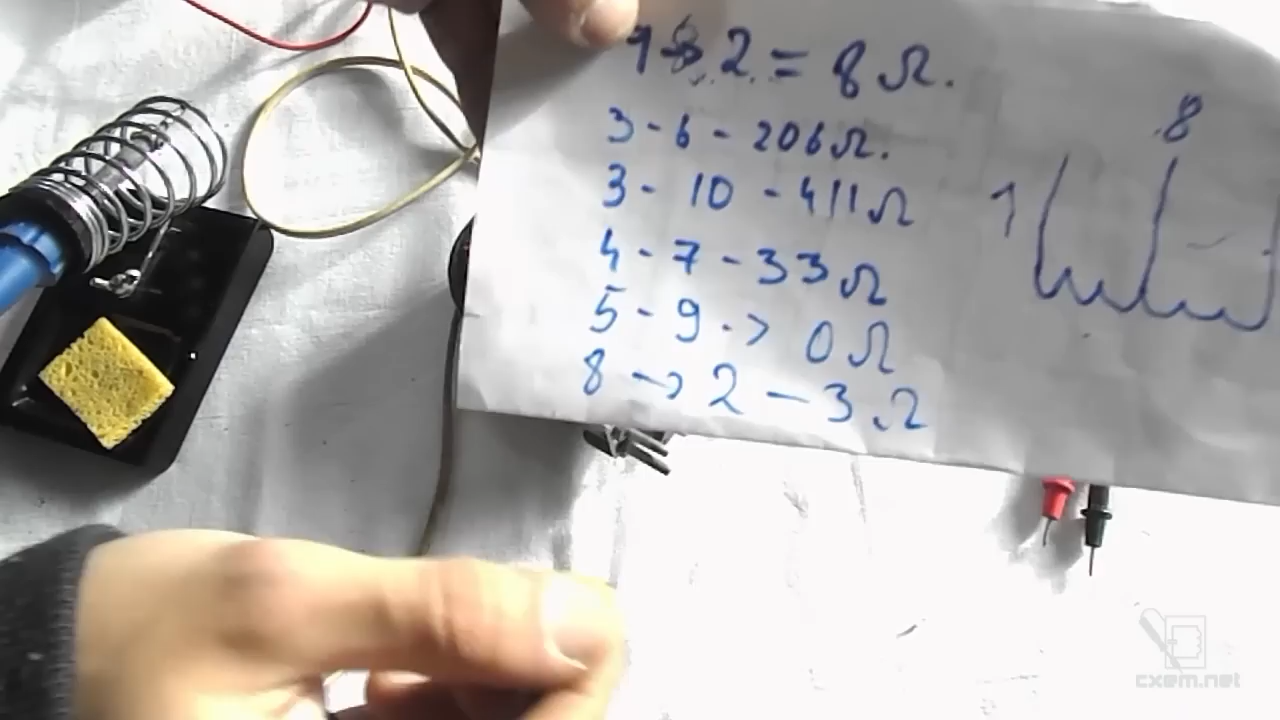 1 → 2 = 8 Ω.
3 - 6 - 206 Ω.
3 - 10 - 411 Ω
4 - 7 - 33 Ω
5 - 9 -> 0 Ω
8 → 2 - 3 Ω
8
1
cxem.net